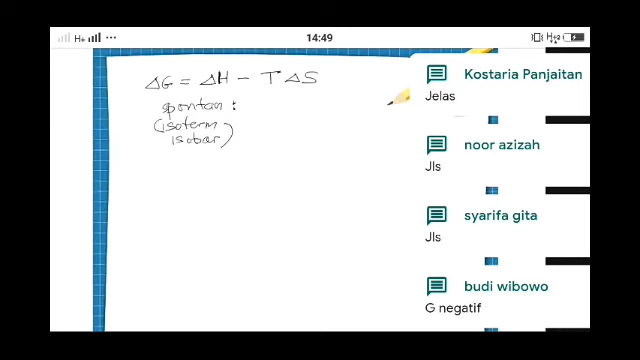 H+ 14:49 H+2
ΔG = ΔH − TΔS
spontan :
(isoterm
isobar)
Kostaria Panjaitan
Jelas
noor azizah
Jls
syarifa gita
Jls
budi wibowo
G negatif